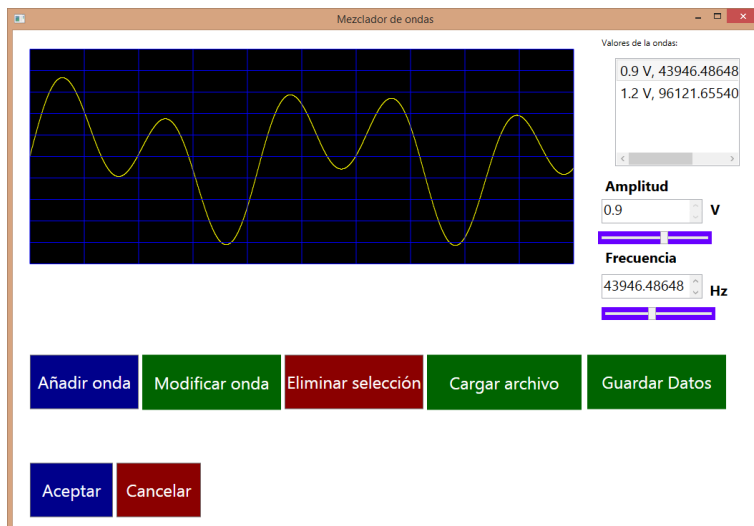 Mezclador de ondas
Valores de la ondas:
0.9 V, 43946.48648
1.2 V, 96121.65540
Amplitud
0.9 V
Frecuencia
43946.48648 Hz
Añadir onda Modificar onda Eliminar selección Cargar archivo Guardar Datos
Aceptar Cancelar